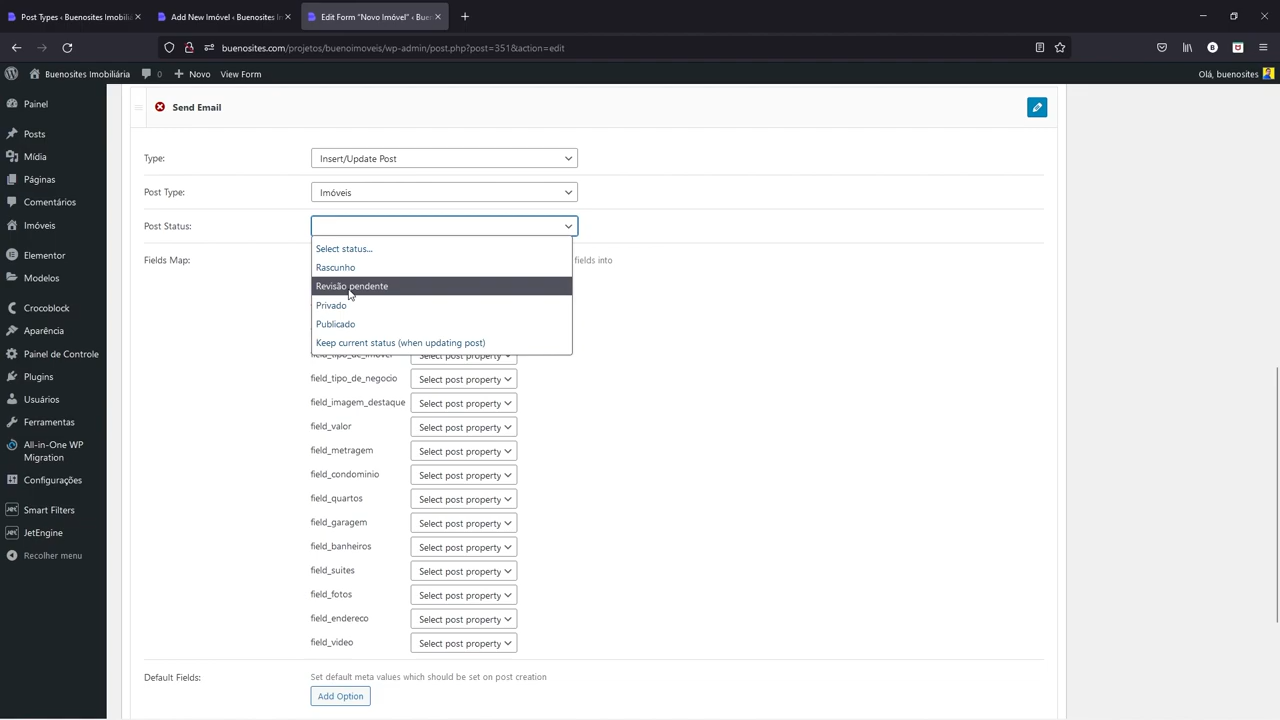 Post Types ‹ Buenosites Imobili
Add New Imóvel ‹ Buenosites I
Edit Form "Novo Imóvel" ‹ Bue
buenosites.com/projetos/buenoimoveis/wp-admin/post.php?post=351&action=edit
Buenosites Imobiliária
0
Novo
View Form
Olá, buenosites
Painel
Posts
Mídia
Páginas
Comentários
Imóveis
Elementor
Modelos
Crocoblock
Aparência
Painel de Controle
Plugins
Usuários
Ferramentas
All-in-One WP
Migration
Configurações
Smart Filters
JetEngine
Recolher menu
Send Email
Type:
Insert/Update Post
Post Type:
Imóveis
Post Status:
Select status...
Rascunho
Revisão pendente
Privado
Publicado
Keep current status (when updating post)
Fields Map:
fields into
field_tipo_de_imovel Select post property
field_tipo_de_negocio Select post property
field_imagem_destaque Select post property
field_valor Select post property
field_metragem Select post property
field_condominio Select post property
field_quartos Select post property
field_garagem Select post property
field_banheiros Select post property
field_suites Select post property
field_fotos Select post property
field_endereco Select post property
field_video Select post property
Default Fields:
Set default meta values which should be set on post creation
Add Option